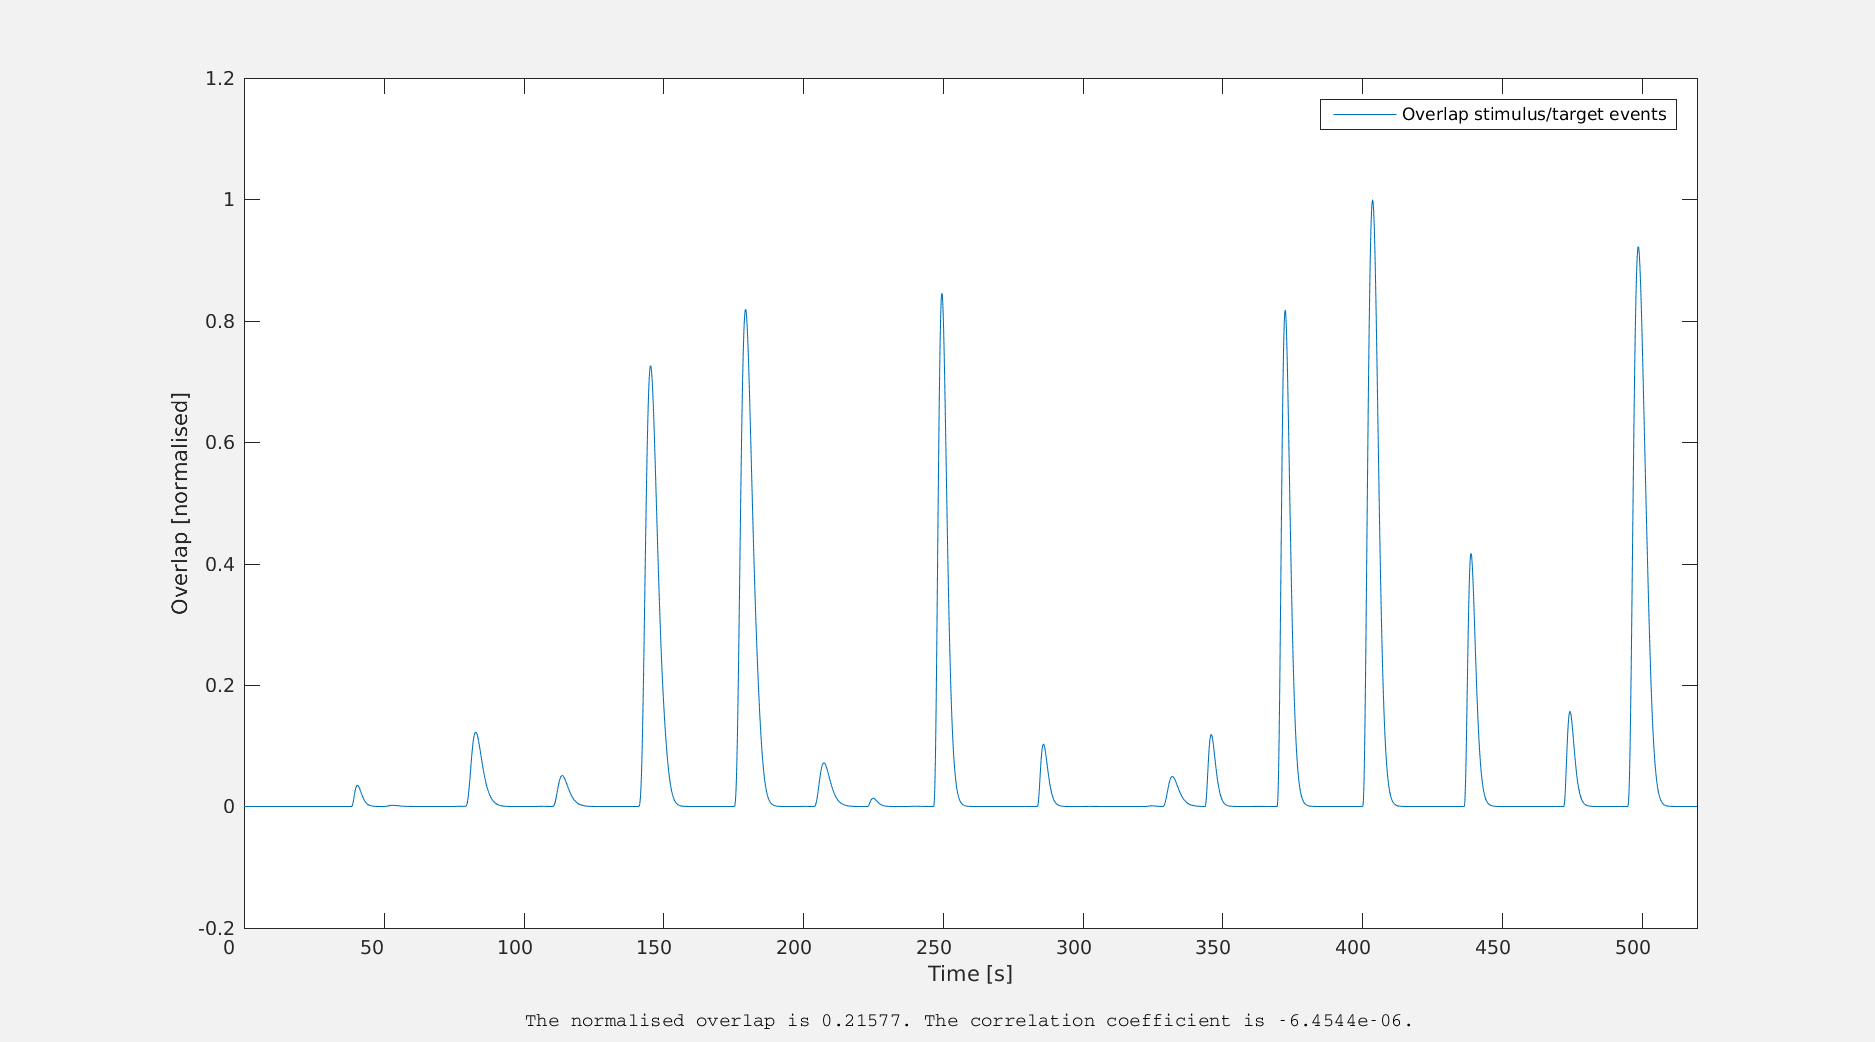 1.2
Overlap stimulus/target events
1
0.8
0.6
Overlap [normalised]
0.4
0.2
0
-0.2
0 50 100 150 200 250 300 350 400 450 500
Time [s]
The normalised overlap is 0.21577. The correlation coefficient is -6.4544e-06.